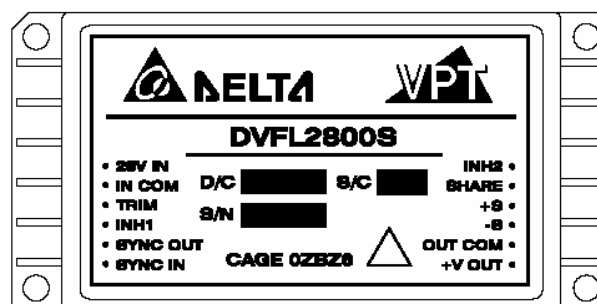 DELTA VPT
DVFL2800S
28V IN INH2
IN COM D/C S/C SHARE
TRIM +S
INH1 S/N -S
SYNC OUT OUT COM
SYNC IN CAGE 0ZBZ6 +V OUT